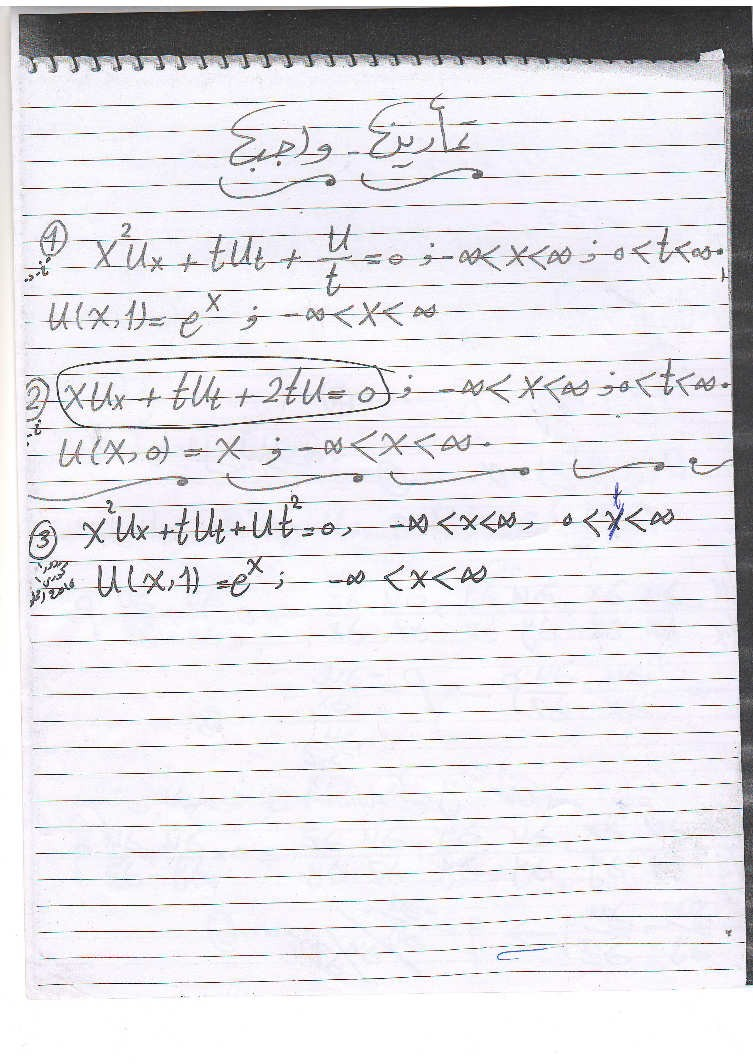 تمارين - واجب
① x²uₓ + tuₜ + u/t = 0 ; -∞<x<∞ ; 0<t<∞.
u(x,1) = eˣ ; -∞<x<∞
② xuₓ + tuₜ + 2tu = 0 ; -∞<x<∞ ; 0<t<∞.
u(x,0) = x ; -∞<x<∞.
③ x²uₓ + tuₜ + ut² = 0, -∞<x<∞, 0<t<∞
u(x,1) = eˣ ; -∞<x<∞